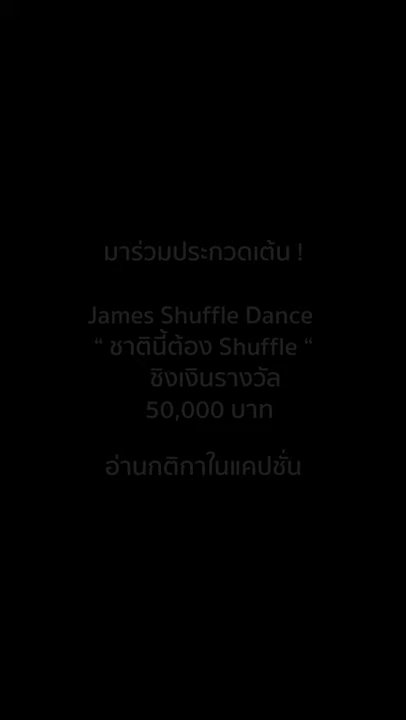 มาร่วมประกวดเต้น !
James Shuffle Dance
“ ชาตินี้ต้อง Shuffle “
ชิงเงินรางวัล
50,000 บาท
อ่านกติกาในแคปชั่น